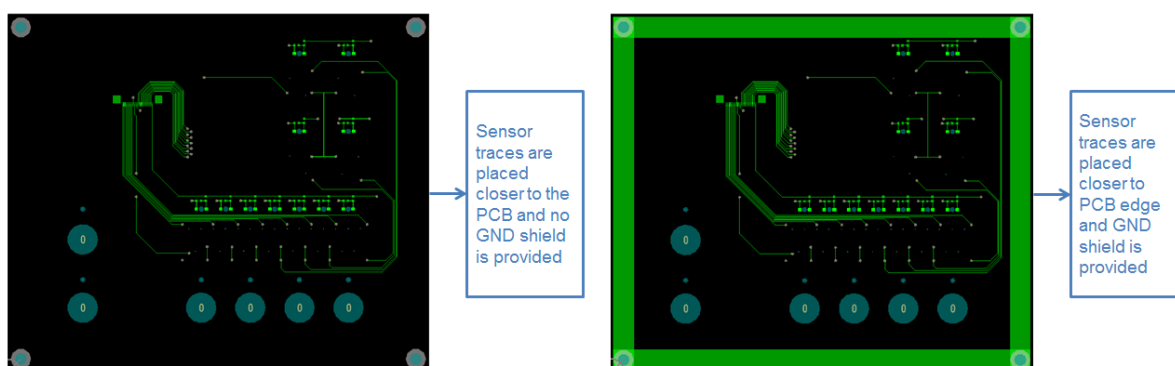 Sensor
traces are
placed
closer to the
PCB and no
GND shield
is provided
Sensor
traces are
placed
closer to
PCB edge
and GND
shield is
provided
0
0
0
0
0
0
0
0
0
0
0
0